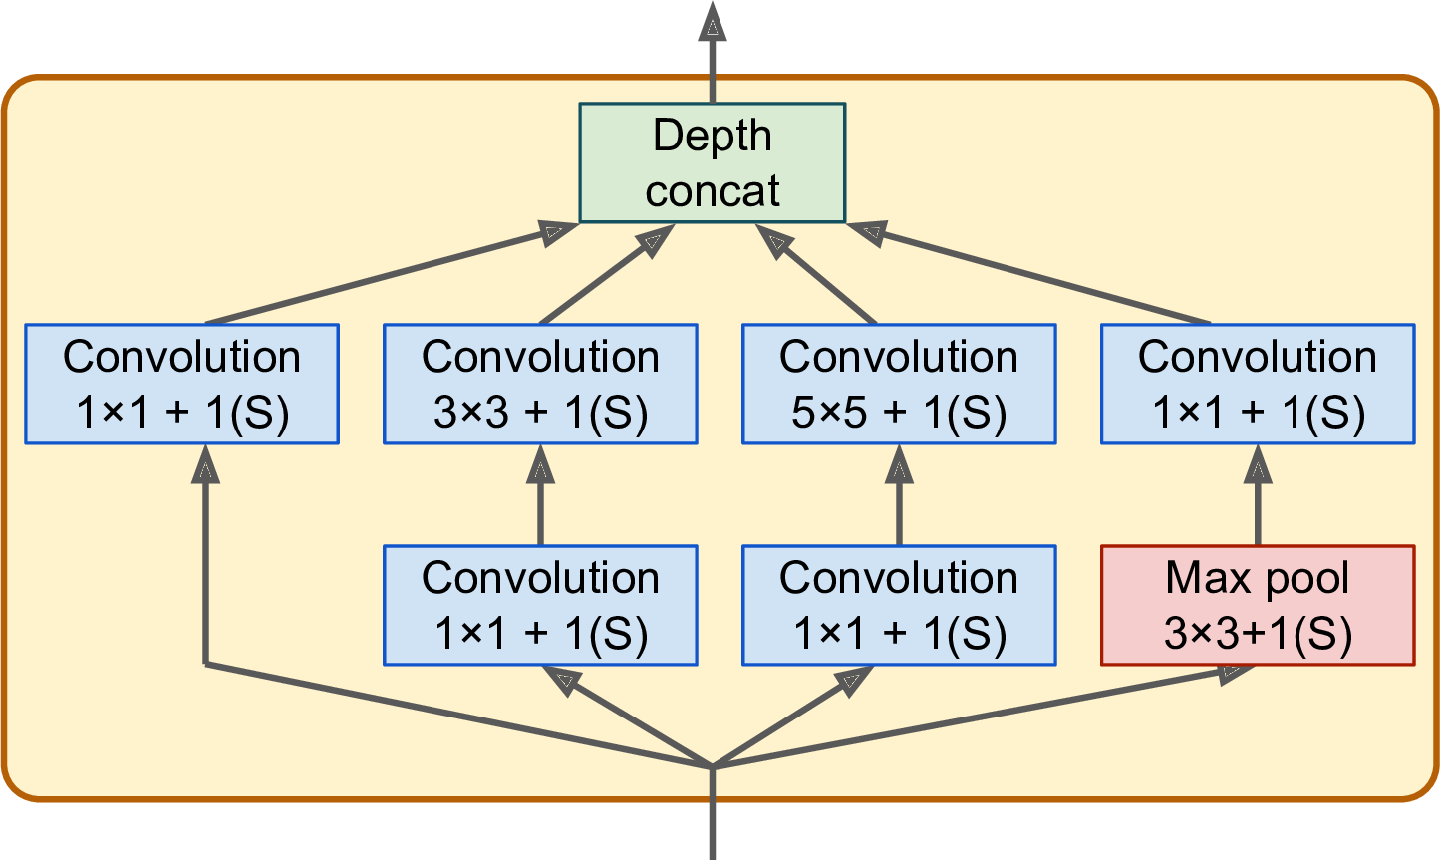 Depth
concat
Convolution
1×1 + 1(S)
Convolution
3×3 + 1(S)
Convolution
5×5 + 1(S)
Convolution
1×1 + 1(S)
Convolution
1×1 + 1(S)
Convolution
1×1 + 1(S)
Max pool
3×3+1(S)